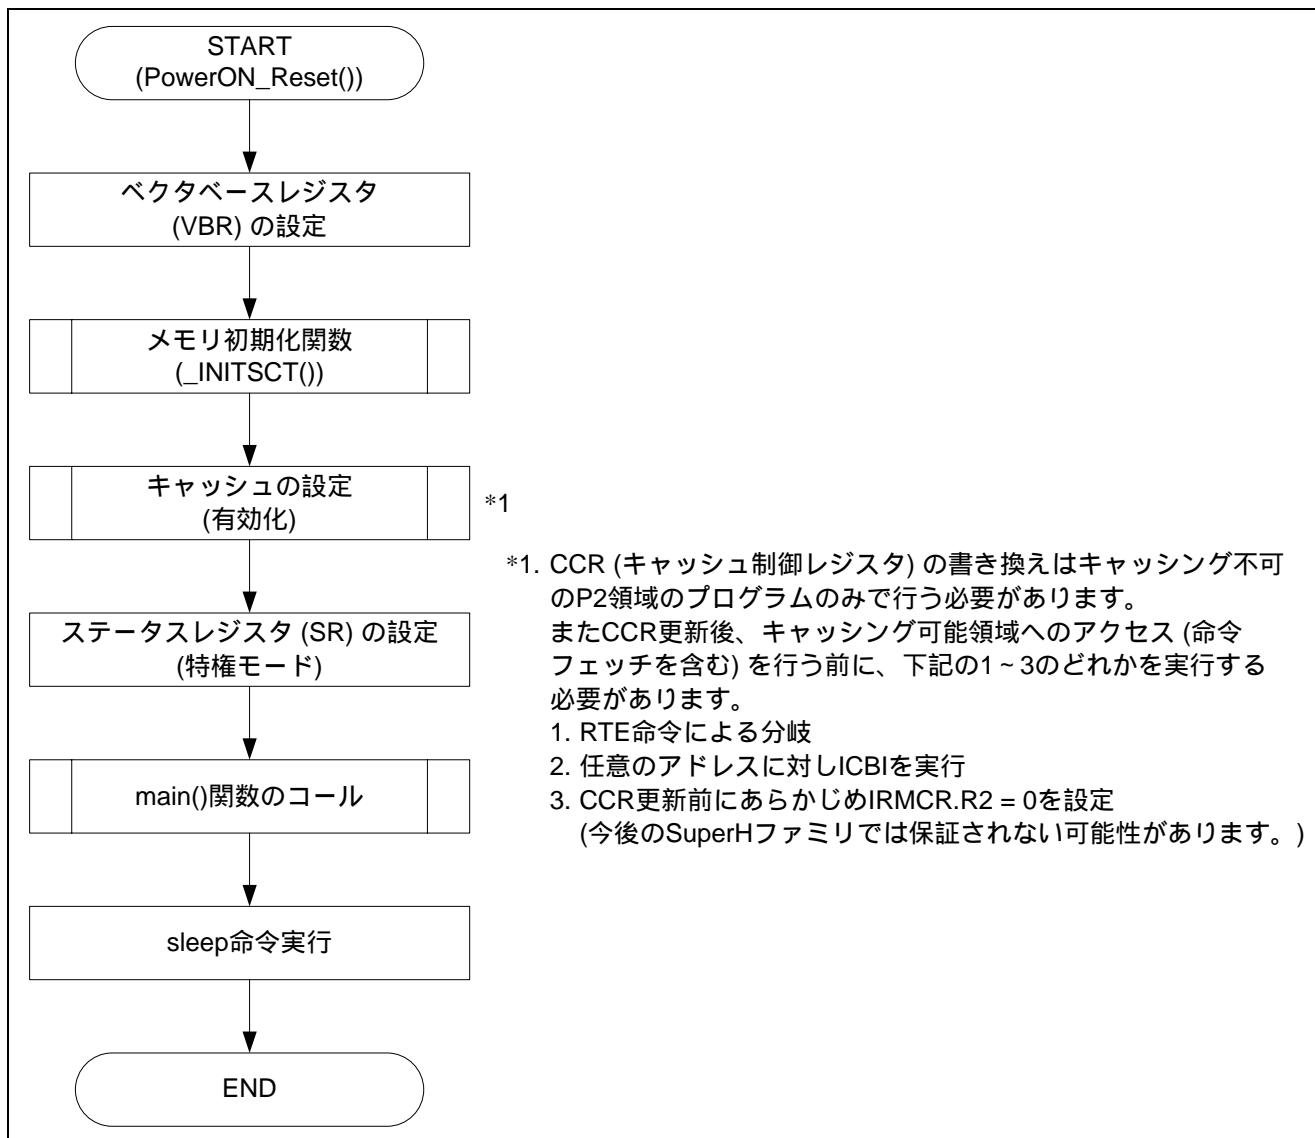 START
(PowerON_Reset())
ベクタベースレジスタ
(VBR) の設定
メモリ初期化関数
(_INITSCT())
キャッシュの設定
(有効化)
*1
*1. CCR (キャッシュ制御レジスタ) の書き換えはキャッシング不可
のP2領域のプログラムのみで行う必要があります。
またCCR更新後、キャッシング可能領域へのアクセス (命令
フェッチを含む) を行う前に、下記の1~3のどれかを実行する
必要があります。
1. RTE命令による分岐
2. 任意のアドレスに対しICBIを実行
3. CCR更新前にあらかじめIRMCR.R2 = 0を設定
(今後のSuperHファミリでは保証されない可能性があります。)
ステータスレジスタ (SR) の設定
(特権モード)
main()関数のコール
sleep命令実行
END